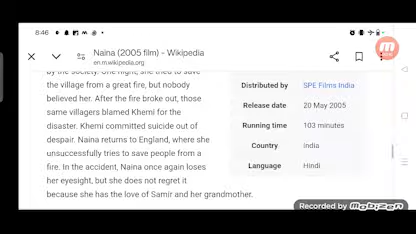 8:46
Naina (2005 film) – Wikipedia
en.m.wikipedia.org
by the society. One night, she tried to save
the village from a great fire, but nobody
believed her. After the fire broke out, those
same villagers blamed Khemi for the
disaster. Khemi committed suicide out of
despair. Naina returns to England, where she
unsuccessfully tries to save people from a
fire. In the accident, Naina once again loses
her eyesight, but she does not regret it
because she has the love of Samir and her grandmother.
Distributed by SPE Films India
Release date 20 May 2005
Running time 103 minutes
Country India
Language Hindi
Recorded by Mobizen